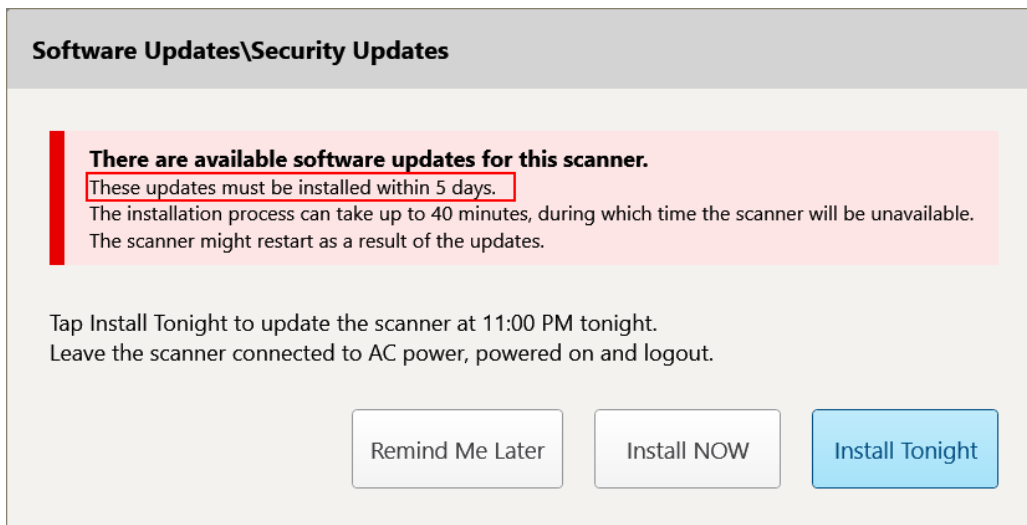 Software Updates\Security Updates
There are available software updates for this scanner.
These updates must be installed within 5 days.
The installation process can take up to 40 minutes, during which time the scanner will be unavailable.
The scanner might restart as a result of the updates.
Tap Install Tonight to update the scanner at 11:00 PM tonight.
Leave the scanner connected to AC power, powered on and logout.
Remind Me Later
Install NOW
Install Tonight